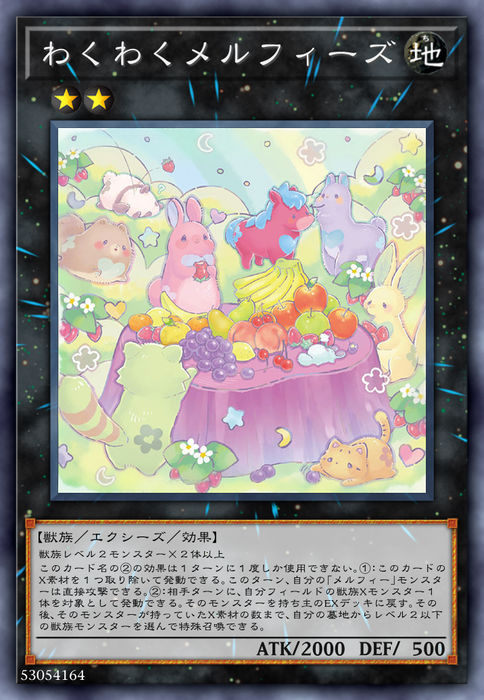 わくわくメルフィーズ
ち
地
【獣族／エクシーズ／効果】
獣族レベル２モンスター×２体以上
このカード名の②の効果は１ターンに１度しか使用できない。①：このカードの
X素材を１つ取り除いて発動できる。このターン、自分の「メルフィー」モンスタ
ーは直接攻撃できる。②：相手ターンに、自分フィールドの獣族Xモンスター１
体を対象として発動できる。そのモンスターを持ち主のEXデッキに戻す。その
後、そのモンスターが持っていたX素材の数まで、自分の墓地からレベル２以下
の獣族モンスターを選んで特殊召喚できる。
ATK/2000 DEF/ 500
53054164